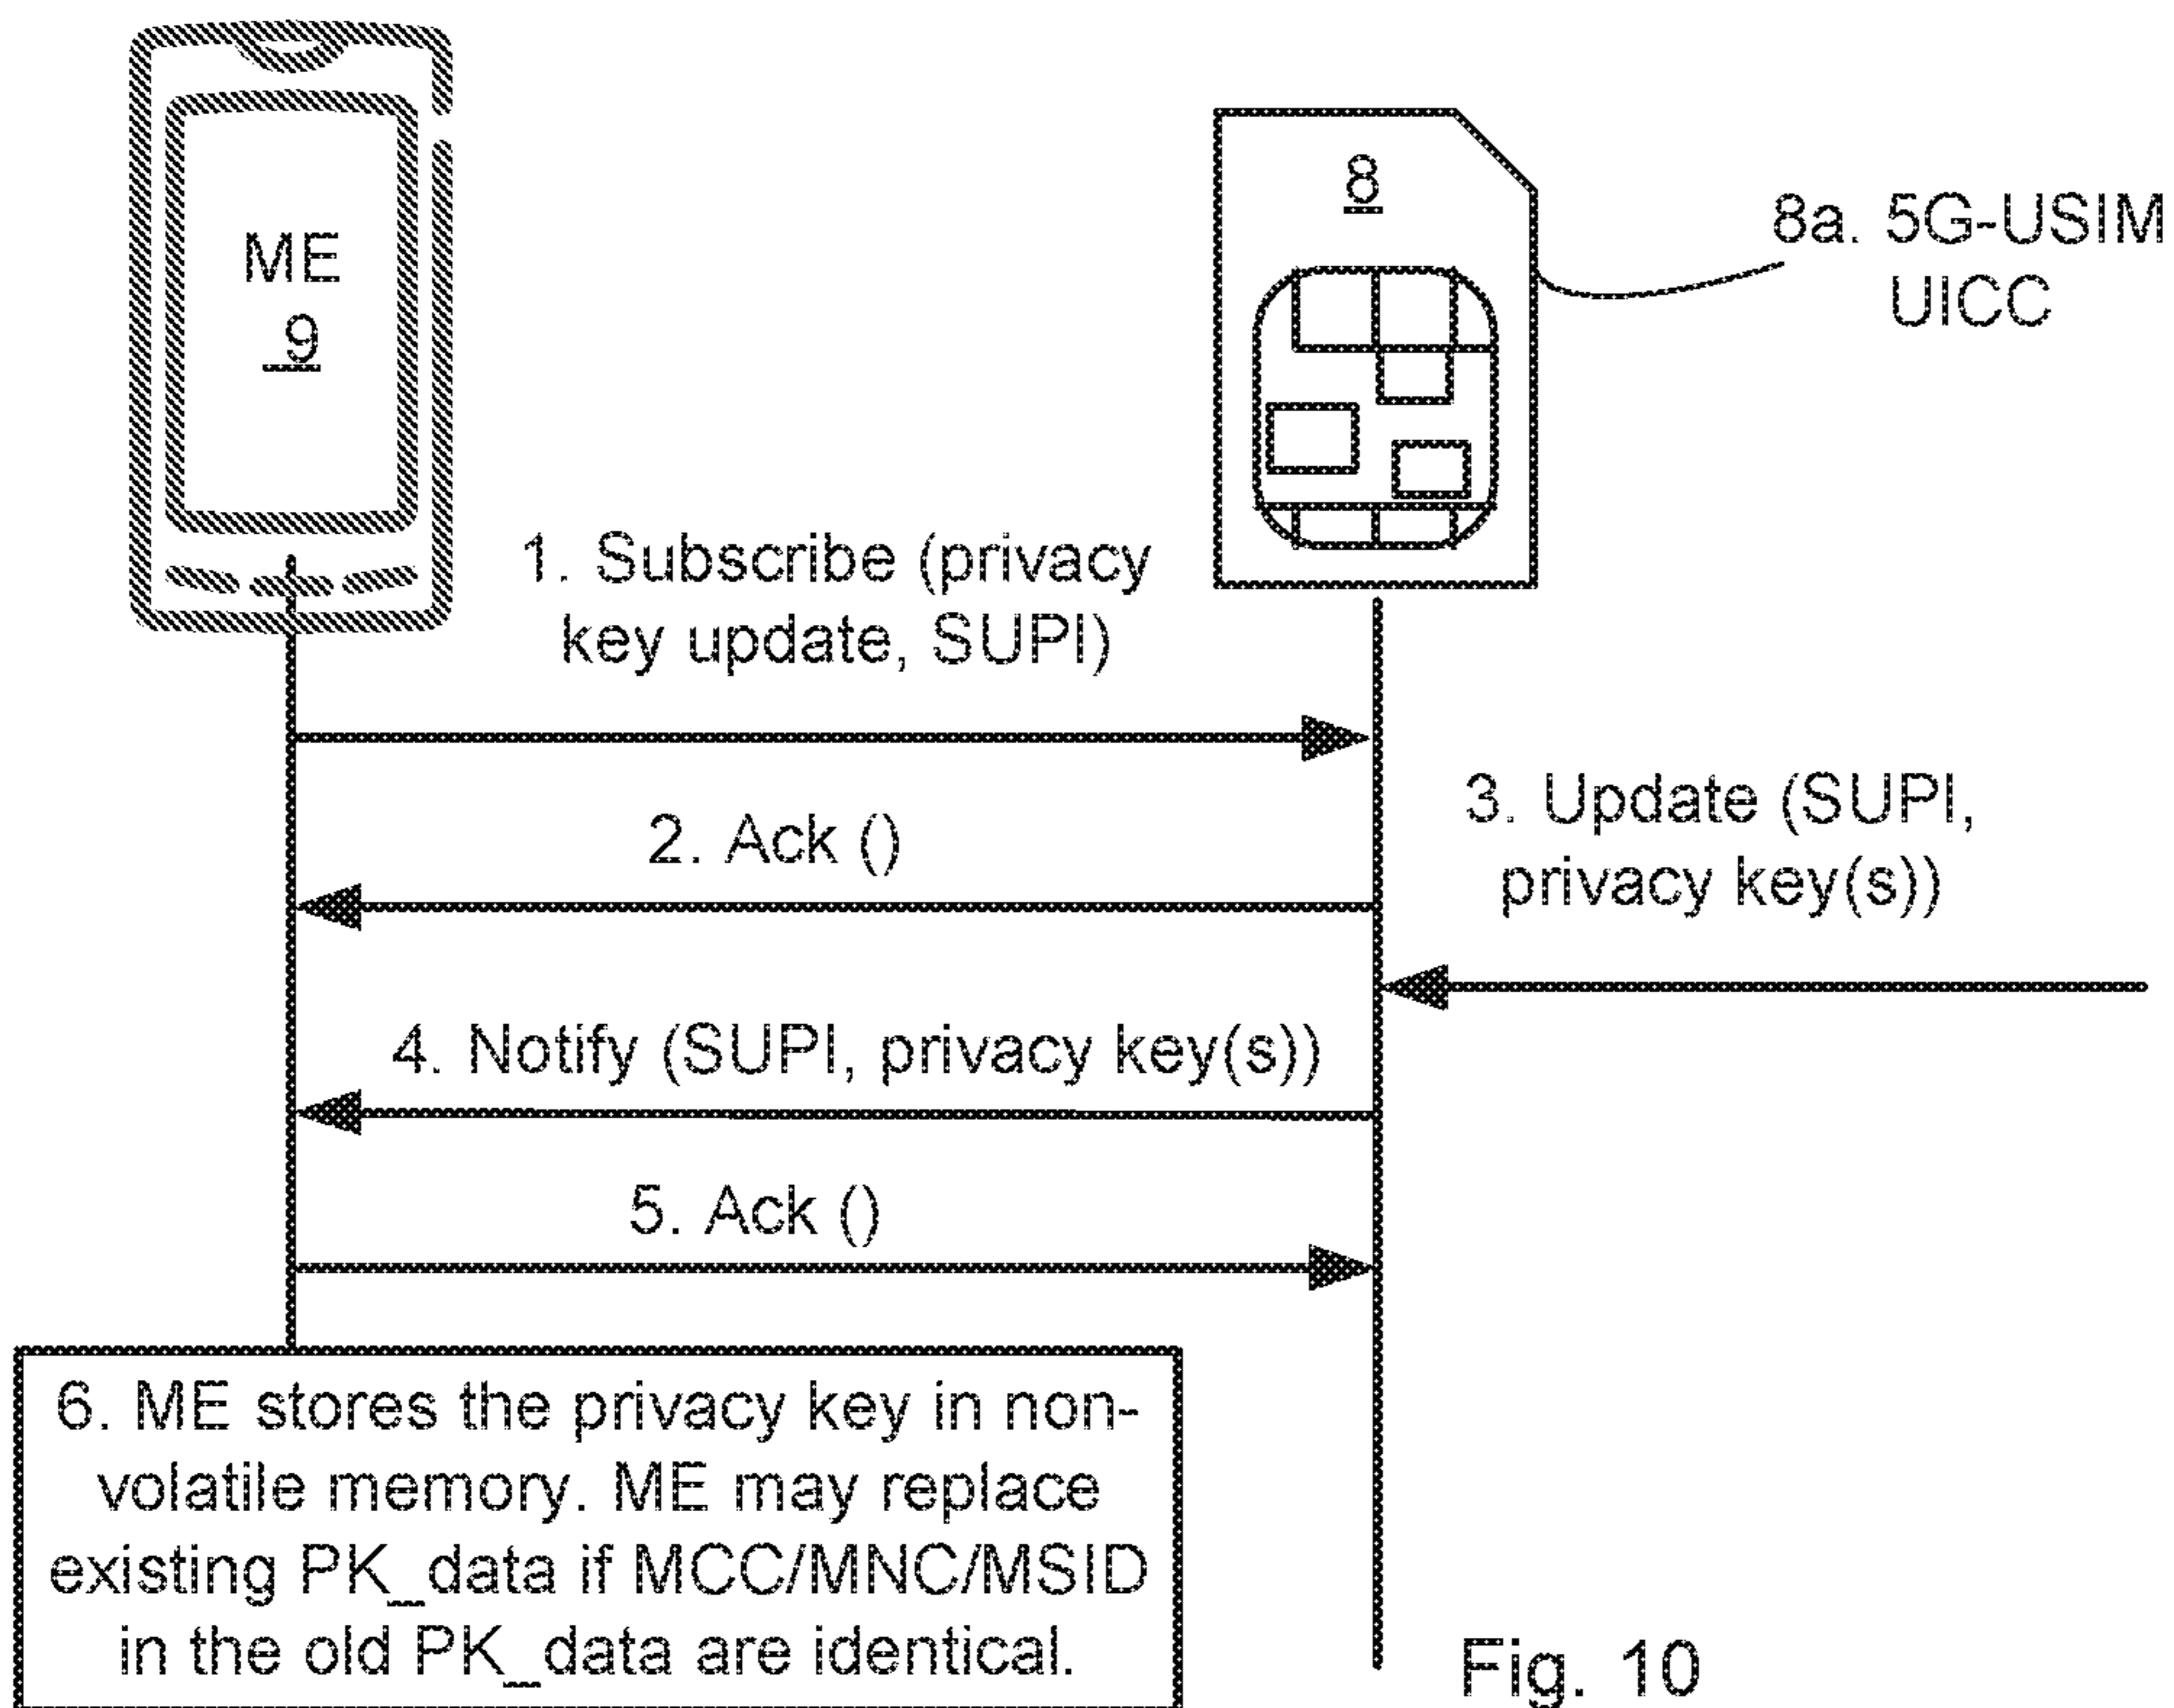 ME
9
8
8a. 5G-USIM
UICC
1. Subscribe (privacy
key update, SUPI)
2. Ack ()
3. Update (SUPI,
privacy key(s))
4. Notify (SUPI, privacy key(s))
5. Ack ()
6. ME stores the privacy key in non-
volatile memory. ME may replace
existing PK_data if MCC/MNC/MSID
in the old PK_data are identical.
Fig. 10